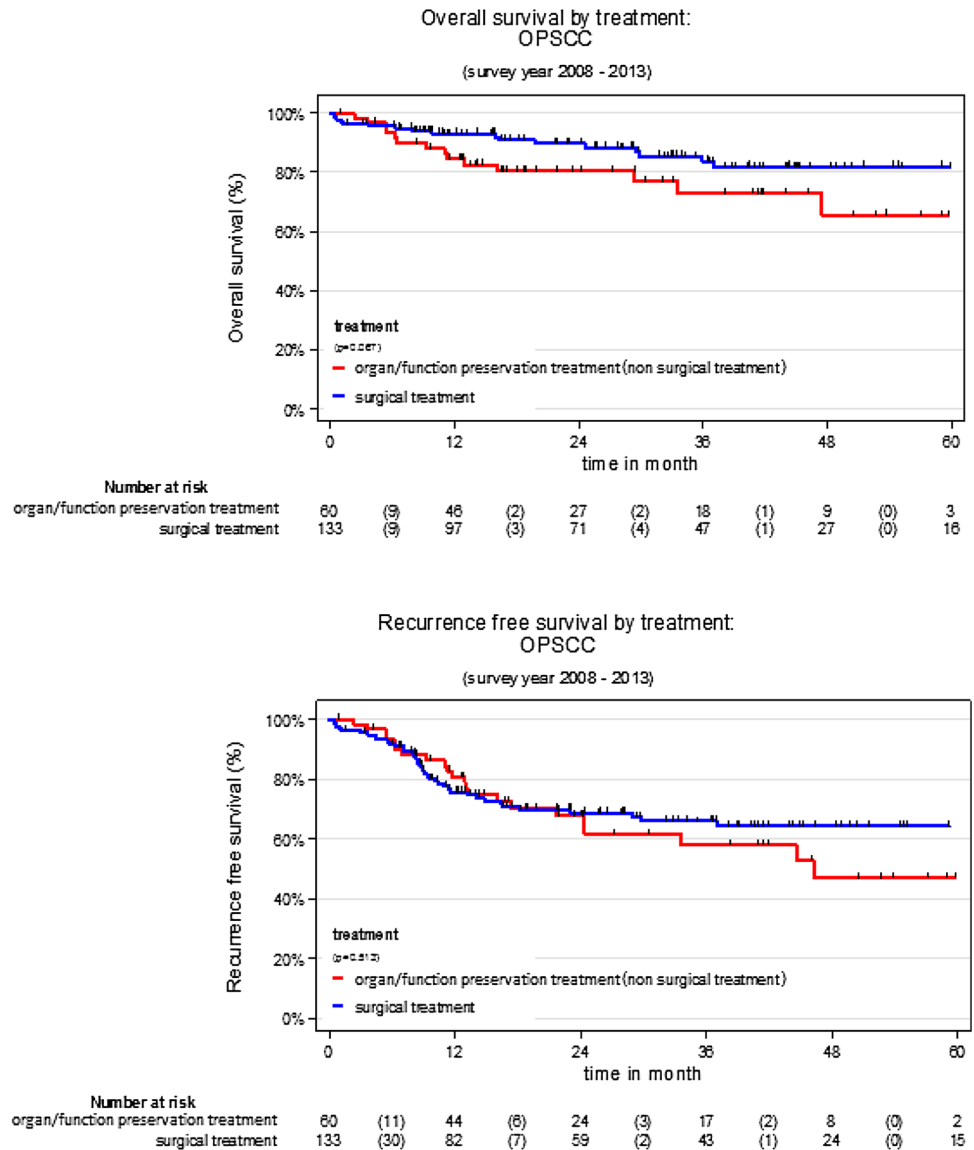 Overall survival by treatment:
OPSCC
(survey year 2008 - 2013)
Overall survival (%)
100%
80%
60%
40%
20%
0%
treatment
(p=0.067)
organ/function preservation treatment(non surgical treatment)
surgical treatment
0 12 24 36 48 60
time in month
Number at risk
organ/function preservation treatment 60 (9) 46 (2) 27 (2) 18 (1) 9 (0) 3
surgical treatment 133 (9) 97 (3) 71 (4) 47 (1) 27 (0) 16
Recurrence free survival by treatment:
OPSCC
(survey year 2008 - 2013)
Recurrence free survival (%)
100%
80%
60%
40%
20%
0%
treatment
organ/function preservation treatment(non surgical treatment)
surgical treatment
0 12 24 36 48 60
time in month
Number at risk
organ/function preservation treatment 60 (11) 44 (6) 24 (3) 17 (2) 8 (0) 2
surgical treatment 133 (30) 82 (7) 59 (2) 43 (1) 24 (0) 15